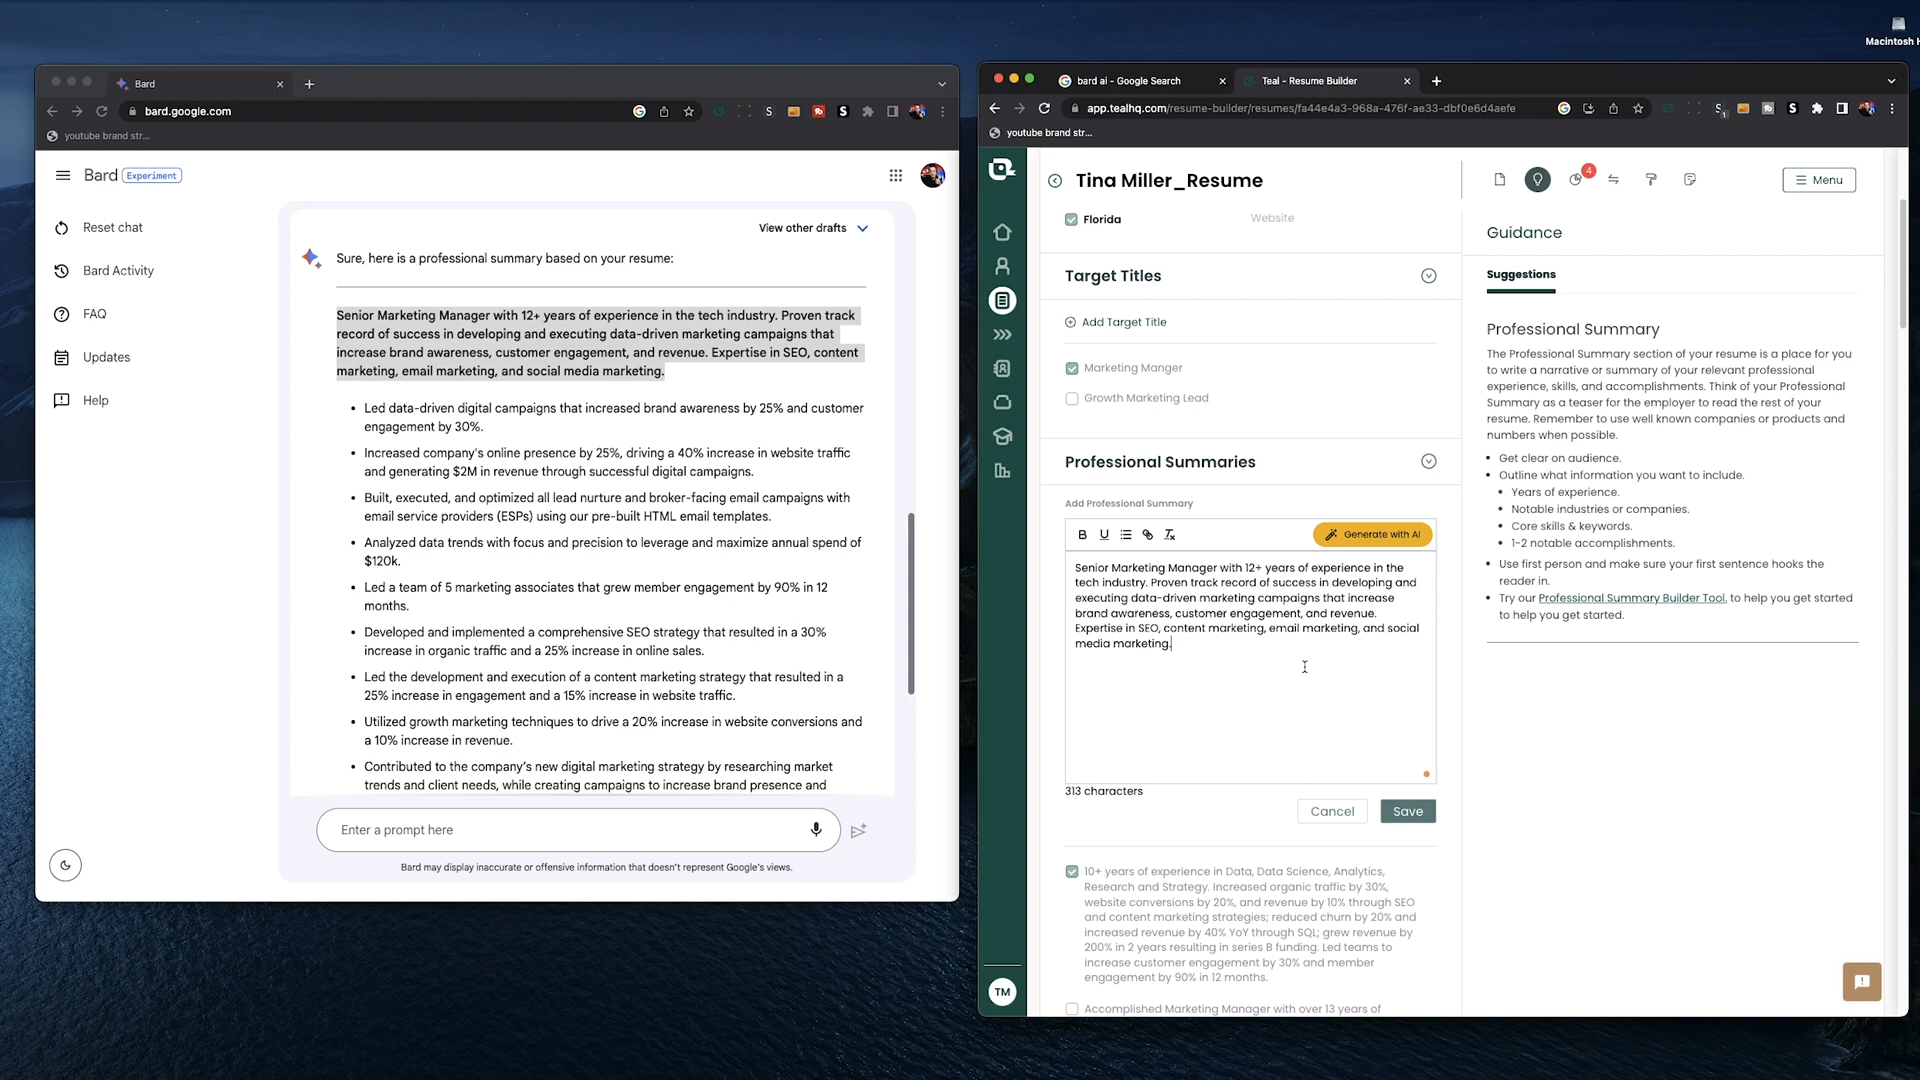 Macintosh H
Bard
bard.google.com
youtube brand str...
Bard Experiment
Reset chat
Bard Activity
FAQ
Updates
Help
View other drafts
Sure, here is a professional summary based on your resume:
Senior Marketing Manager with 12+ years of experience in the tech industry. Proven track
record of success in developing and executing data-driven marketing campaigns that
increase brand awareness, customer engagement, and revenue. Expertise in SEO, content
marketing, email marketing, and social media marketing.
• Led data-driven digital campaigns that increased brand awareness by 25% and customer
engagement by 30%.
• Increased company's online presence by 25%, driving a 40% increase in website traffic
and generating $2M in revenue through successful digital campaigns.
• Built, executed, and optimized all lead nurture and broker-facing email campaigns with
email service providers (ESPs) using our pre-built HTML email templates.
• Analyzed data trends with focus and precision to leverage and maximize annual spend of
$120k.
• Led a team of 5 marketing associates that grew member engagement by 90% in 12
months.
• Developed and implemented a comprehensive SEO strategy that resulted in a 30%
increase in organic traffic and a 25% increase in online sales.
• Led the development and execution of a content marketing strategy that resulted in a
25% increase in engagement and a 15% increase in website traffic.
• Utilized growth marketing techniques to drive a 20% increase in website conversions and
a 10% increase in revenue.
• Contributed to the company's new digital marketing strategy by researching market
trends and client needs, while creating campaigns to increase brand presence and
Enter a prompt here
Bard may display inaccurate or offensive information that doesn't represent Google's views.
bard ai - Google Search
Teal - Resume Builder
app.tealhq.com/resume-builder/resumes/fa44e4a3-968a-476f-ae33-dbf0e6d4aefe
youtube brand str...
Tina Miller_Resume
4
Menu
Florida
Website
Target Titles
Add Target Title
Marketing Manger
Growth Marketing Lead
Professional Summaries
Add Professional Summary
B U
Generate with AI
Senior Marketing Manager with 12+ years of experience in the
tech industry. Proven track record of success in developing and
executing data-driven marketing campaigns that increase
brand awareness, customer engagement, and revenue.
Expertise in SEO, content marketing, email marketing, and social
media marketing.
313 characters
Cancel
Save
10+ years of experience in Data, Data Science, Analytics,
Research and Strategy. Increased organic traffic by 30%,
website conversions by 20%, and revenue by 10% through SEO
and content marketing strategies; reduced churn by 20% and
increased revenue by 40% YoY through SQL; grew revenue by
200% in 2 years resulting in series B funding. Led teams to
increase customer engagement by 30% and member
engagement by 90% in 12 months.
Accomplished Marketing Manager with over 13 years of
TM
Guidance
Suggestions
Professional Summary
The Professional Summary section of your resume is a place for you
to write a narrative or summary of your relevant professional
experience, skills, and accomplishments. Think of your Professional
Summary as a teaser for the employer to read the rest of your
resume. Remember to use well known companies or products and
numbers when possible.
• Get clear on audience.
• Outline what information you want to include.
• Years of experience.
• Notable industries or companies.
• Core skills & keywords.
• 1-2 notable accomplishments.
• Use first person and make sure your first sentence hooks the
reader in.
• Try our Professional Summary Builder Tool, to help you get started
to help you get started.